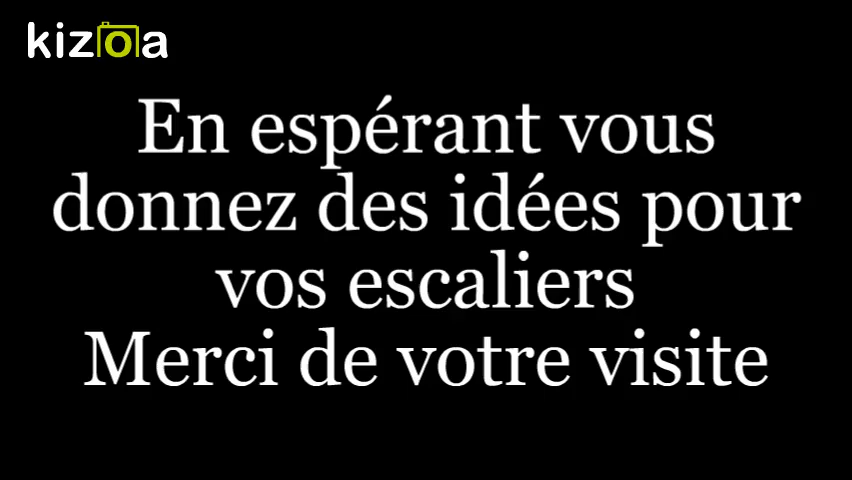 kizoa
En espérant vous
donnez des idées pour
vos escaliers
Merci de votre visite